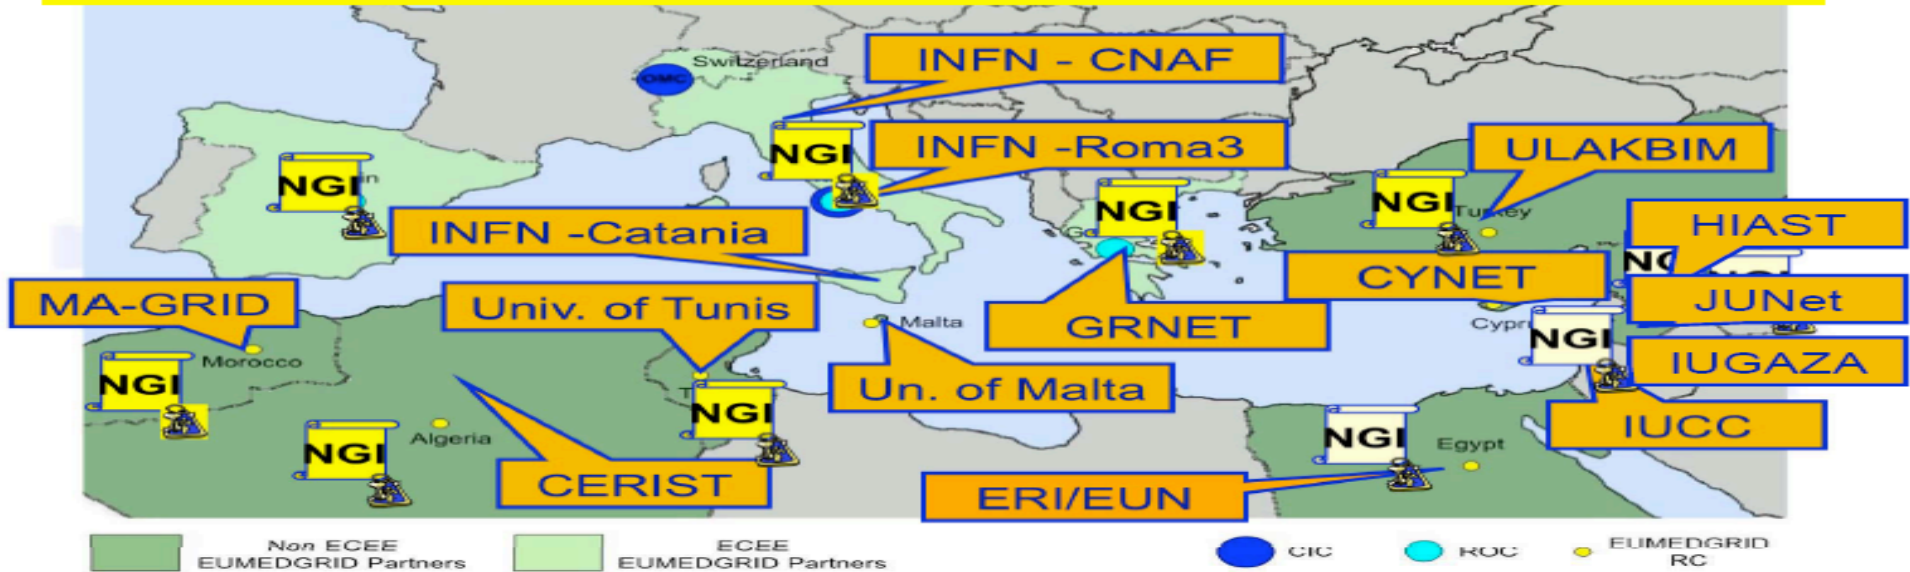 INFN - CNAF
Switzerland
OMC
NGI
INFN -Roma3
ULAKBIM
NGI
NGI
NGI
INFN -Catania
HIAST
CYNET
MA-GRID
Univ. of Tunis
JUNet
Malta
GRNET
NGI
Morocco
IUGAZA
NGI
Un. of Malta
NGI
IUCC
Algeria
NGI
NGI
Egypt
CERIST
ERI/EUN
Non ECEE
EUMEDGRID Partners
ECEE
EUMEDGRID Partners
CIC
ROC
EUMEDGRID
RC